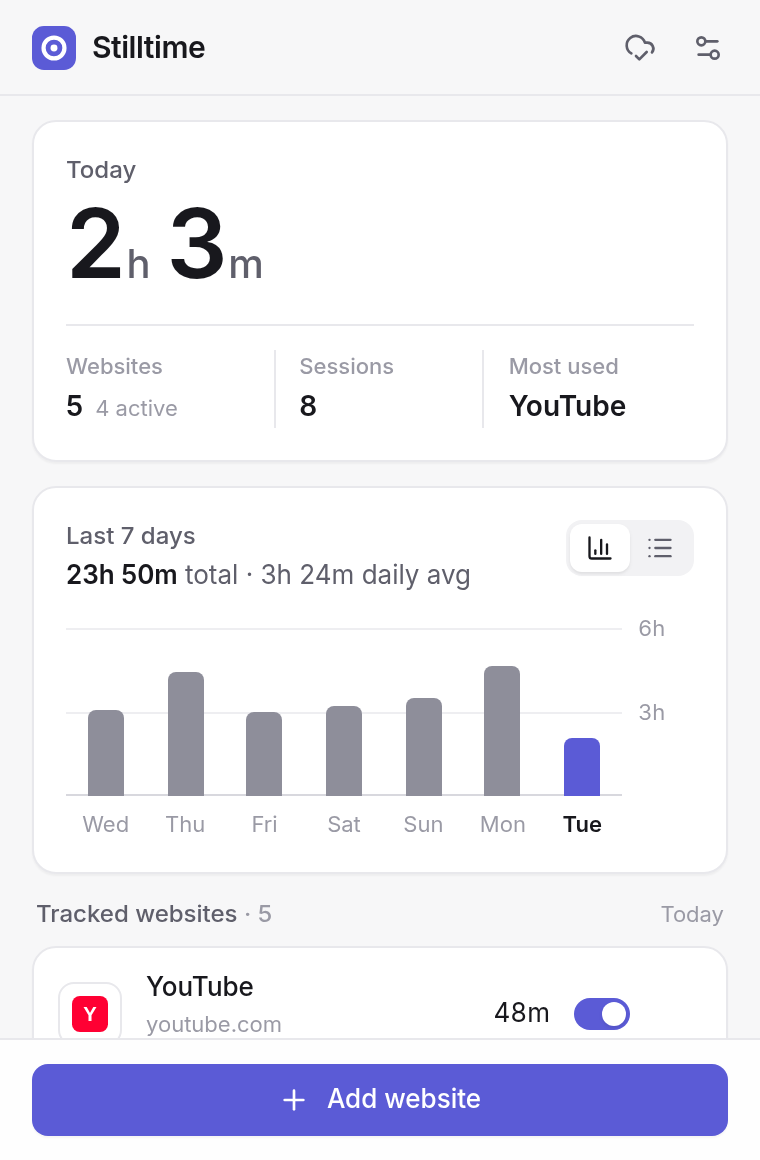 Stilltime
Today
2h 3m
Websites Sessions Most used
5 4 active 8 YouTube
Last 7 days
23h 50m total · 3h 24m daily avg
6h
3h
Wed Thu Fri Sat Sun Mon Tue
Tracked websites · 5 Today
Y
YouTube
youtube.com
48m
Add website